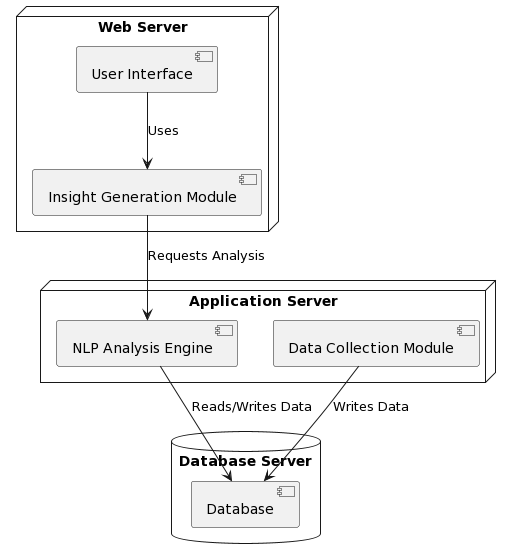 Web Server
User Interface
Uses
Insight Generation Module
Requests Analysis
Application Server
NLP Analysis Engine
Data Collection Module
Reads/Writes Data
Writes Data
Database Server
Database